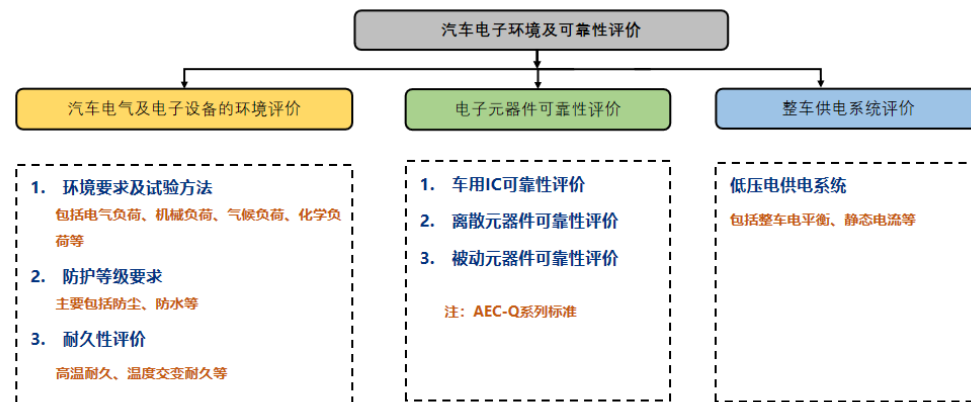 汽车电子环境及可靠性评价
汽车电气及电子设备的环境评价
电子元器件可靠性评价
整车供电系统评价
1. 环境要求及试验方法
包括电气负荷、机械负荷、气候负荷、化学负
荷等
2. 防护等级要求
主要包括防尘、防水等
3. 耐久性评价
高温耐久、温度交变耐久等
1. 车用IC可靠性评价
2. 离散元器件可靠性评价
3. 被动元器件可靠性评价
注：AEC-Q系列标准
低压电供电系统
包括整车电平衡、静态电流等